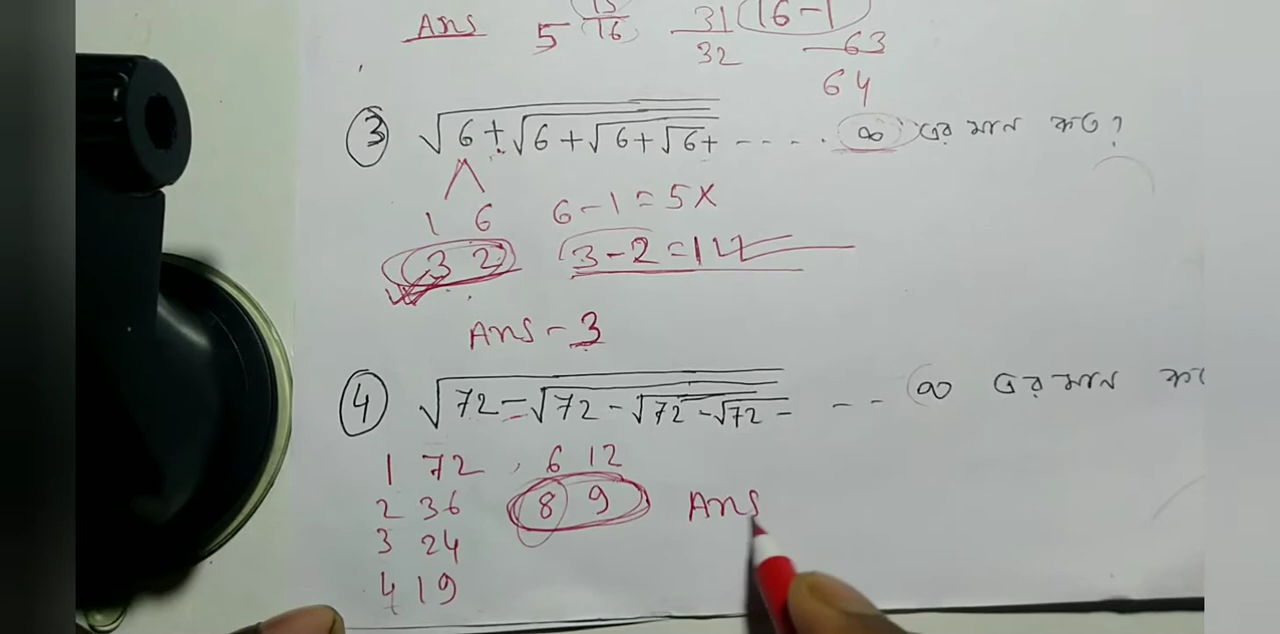 Ans 5 15/16 31/32 16-1 63/64
③ √6+√6+√6+√6+ - - - . ∞ এর মান কত?
1 6 6-1=5X
3 2 3-2=1
Ans - 3
④ √72-√72-√72-√72- - - ∞ এর মান
1 72 , 6 12
2 36 8 9 Ans
3 24
4 19